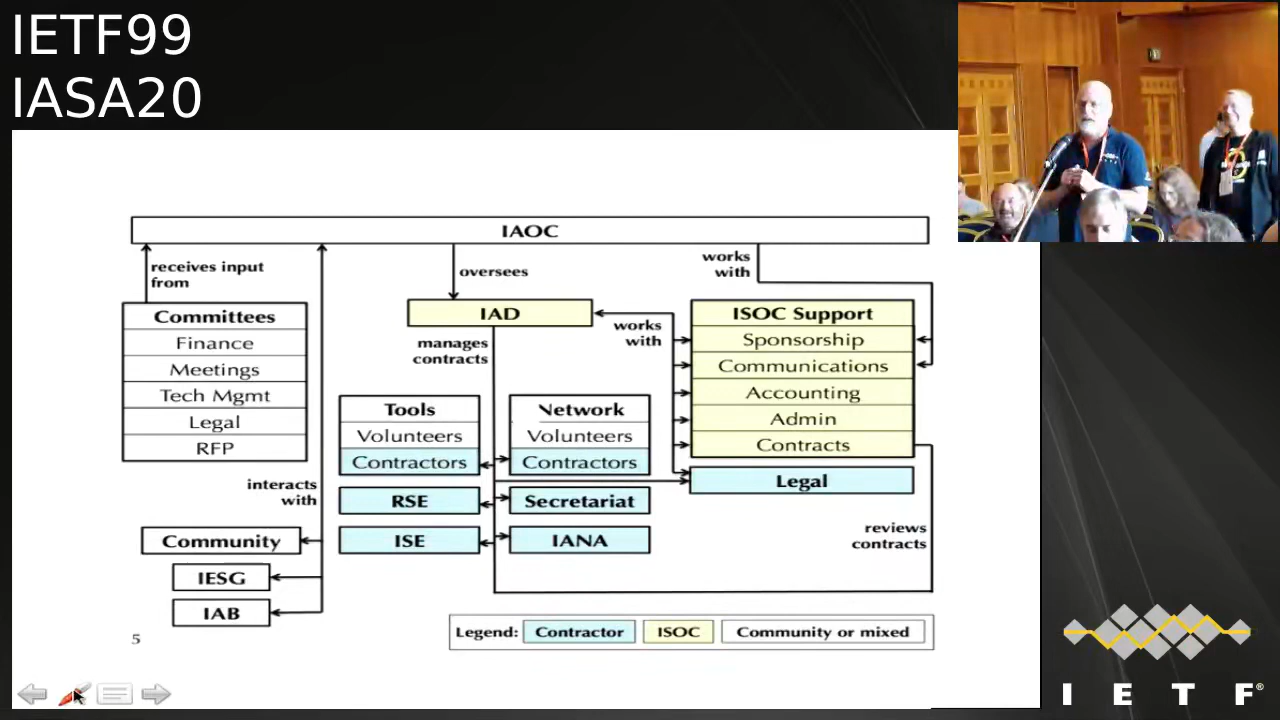 IETF99
IASA20
IAOC
receives input
from
oversees
works
with
Committees
Finance
Meetings
Tech Mgmt
Legal
RFP
IAD
manages
contracts
works
with
ISOC Support
Sponsorship
Communications
Accounting
Admin
Contracts
Tools
Volunteers
Contractors
Network
Volunteers
Contractors
Legal
interacts
with
RSE
Secretariat
reviews
contracts
Community
ISE
IANA
IESG
IAB
5
Legend: Contractor ISOC Community or mixed
I E T F®